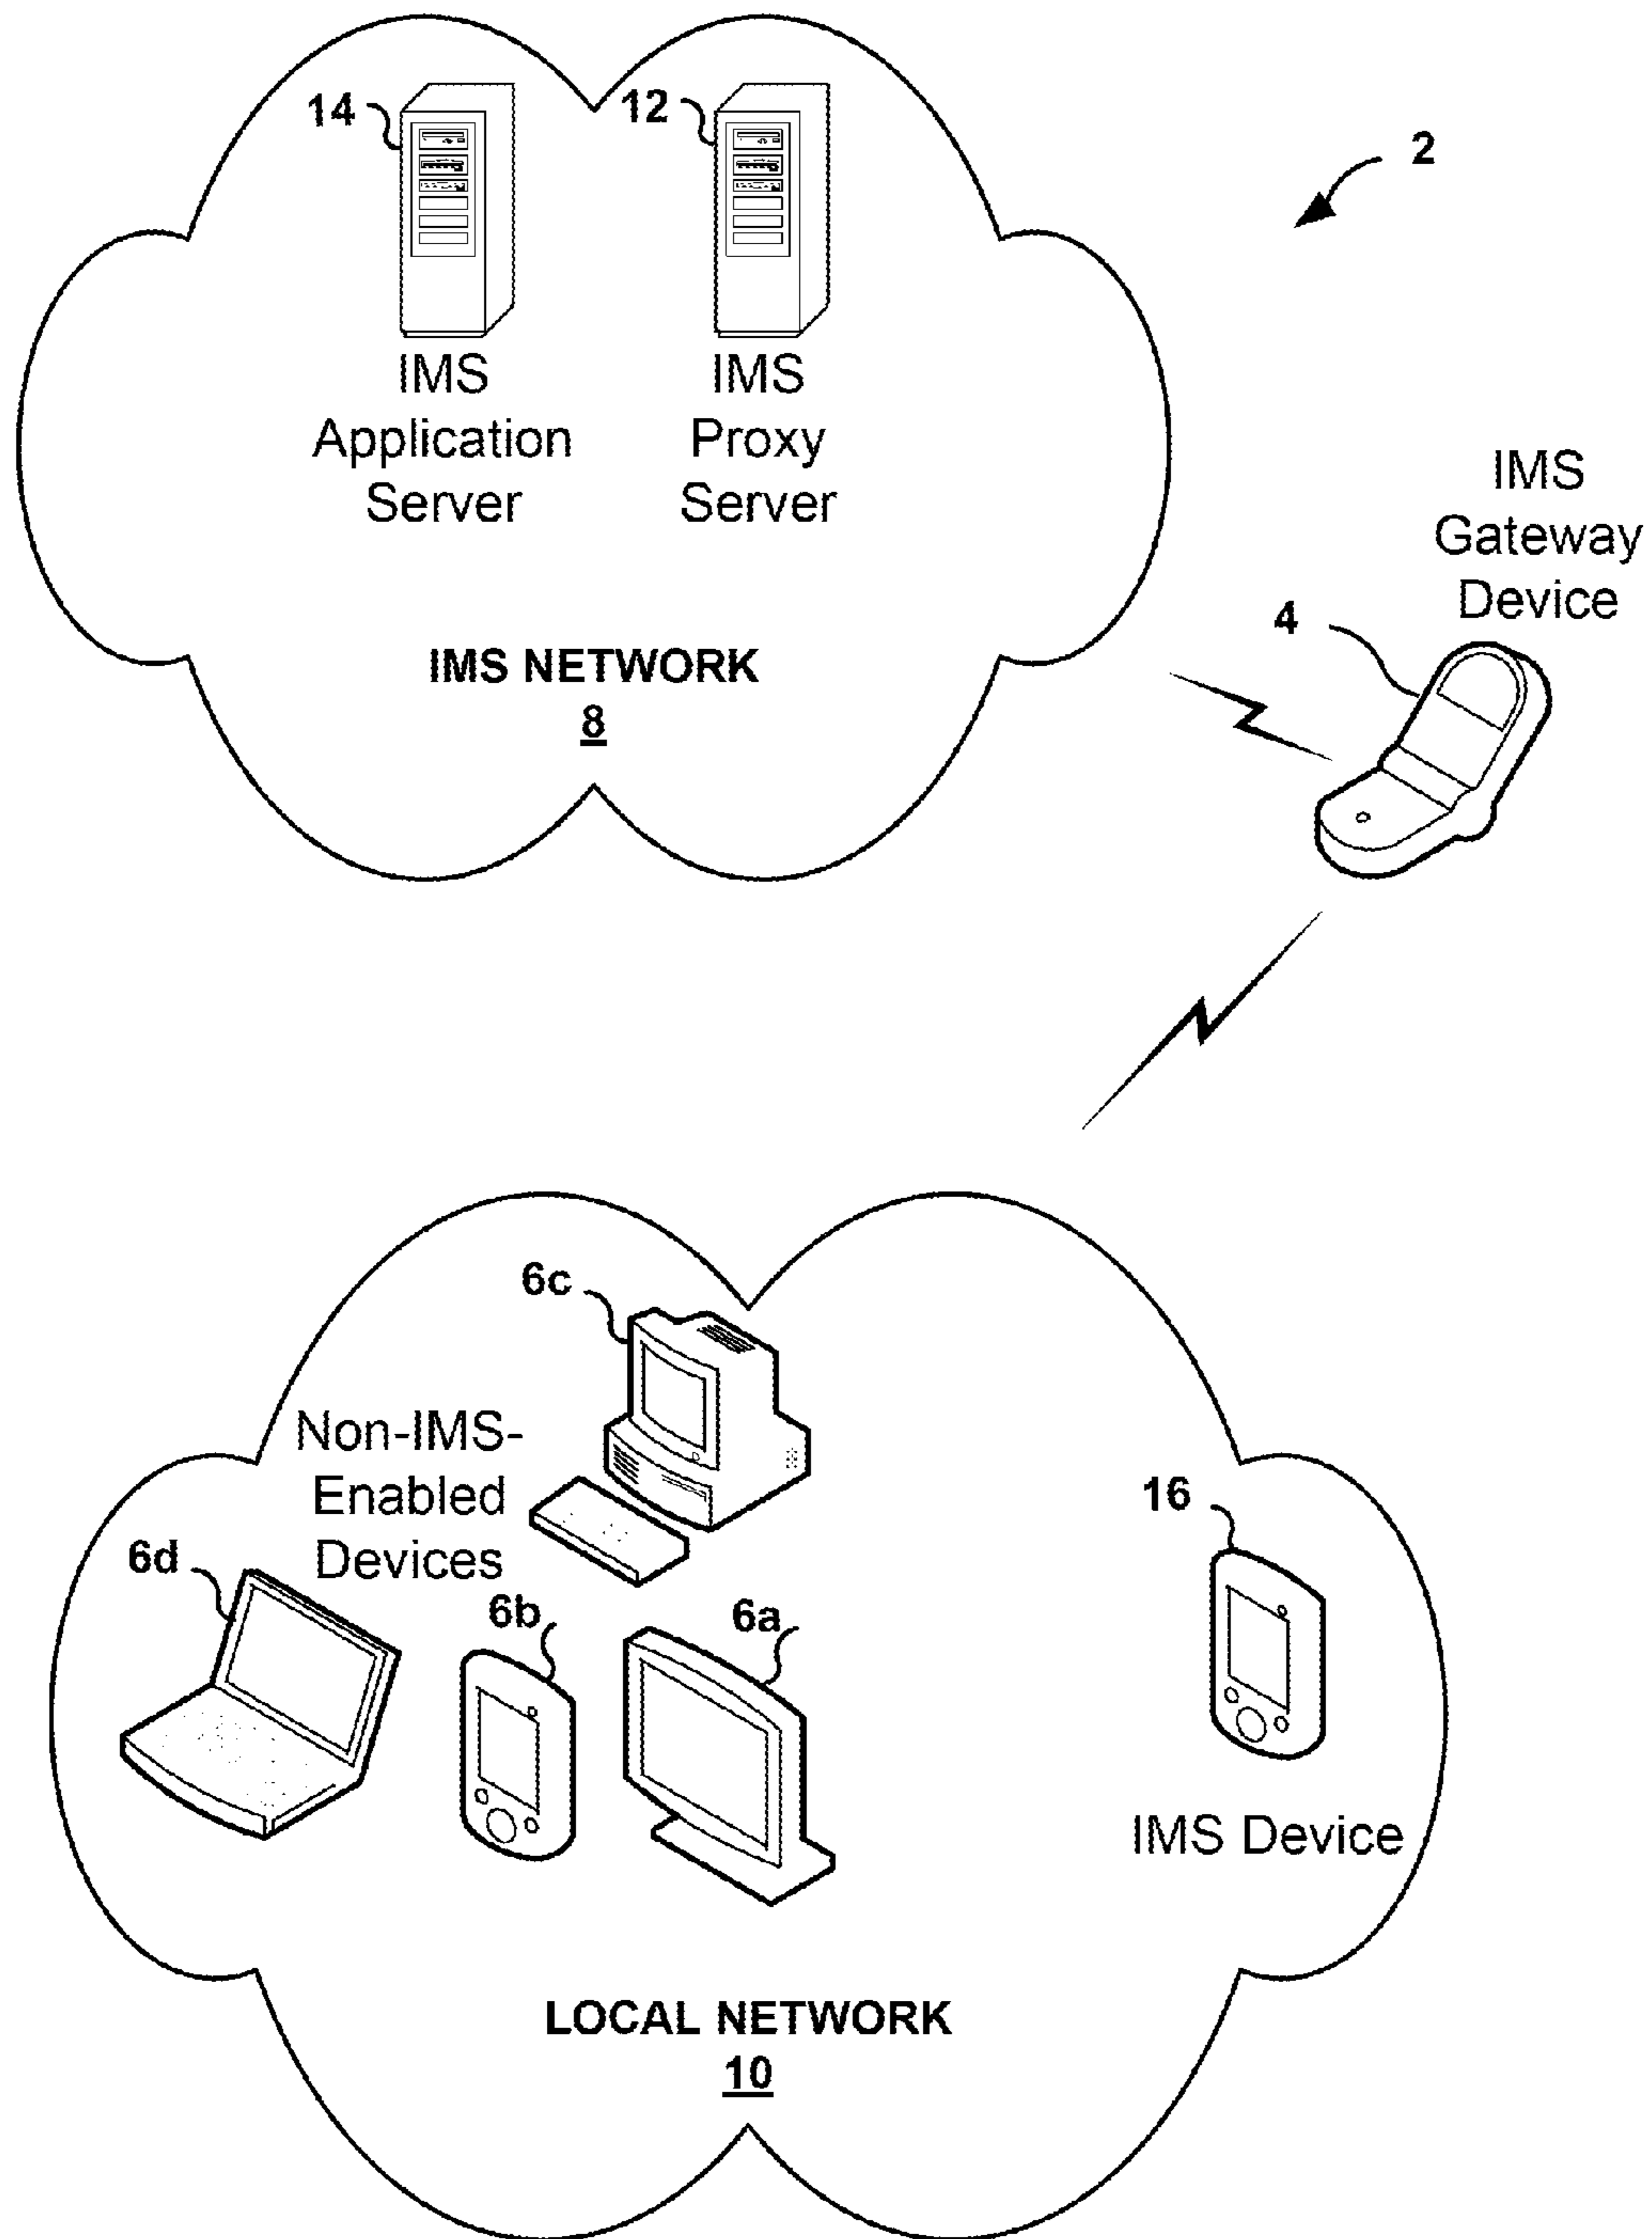 14
12
2
IMS
Application
Server
IMS
Proxy
Server
IMS
Gateway
Device
4
IMS NETWORK
8
6c
Non-IMS-
Enabled
Devices
16
6d
6b
6a
IMS Device
LOCAL NETWORK
10